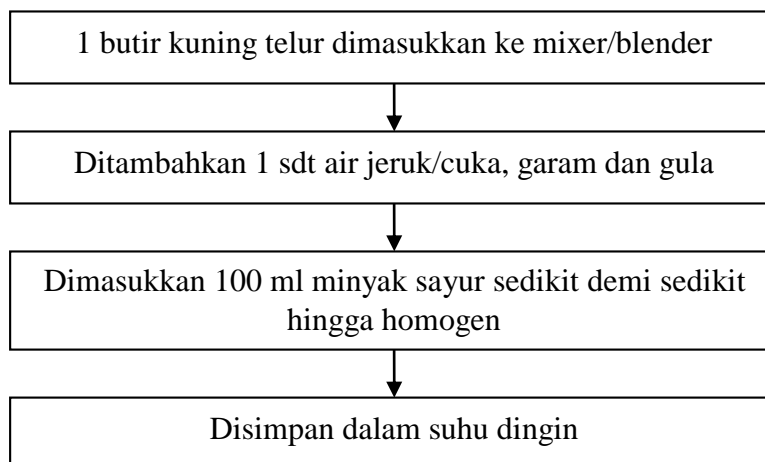 1 butir kuning telur dimasukkan ke mixer/blender
Ditambahkan 1 sdt air jeruk/cuka, garam dan gula
Dimasukkan 100 ml minyak sayur sedikit demi sedikit
hingga homogen
Disimpan dalam suhu dingin